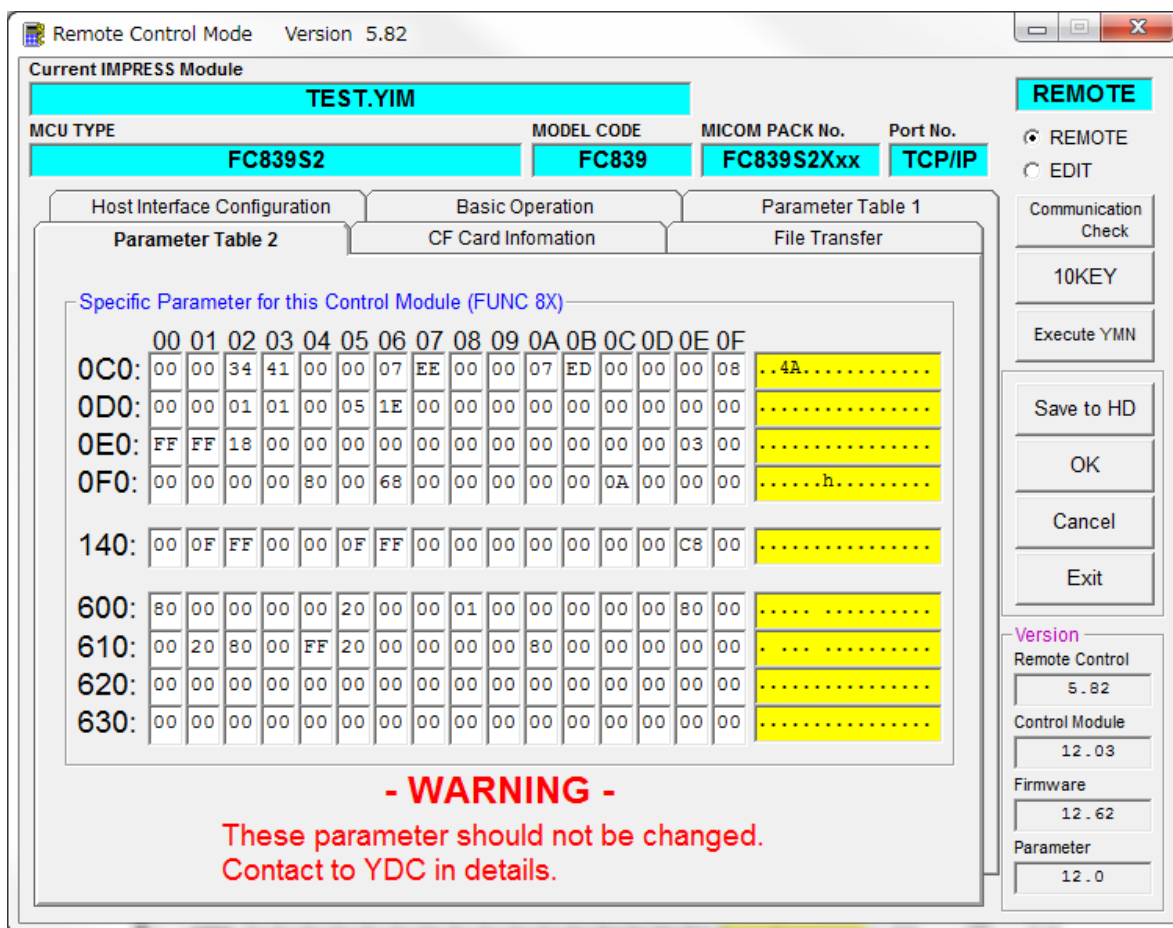 Remote Control Mode Version 5.82
Current IMPRESS Module
TEST.YIM
REMOTE
MCU TYPE MODEL CODE MICOM PACK No. Port No.
FC839S2 FC839 FC839S2Xxx TCP/IP
REMOTE
EDIT
Host Interface Configuration Basic Operation Parameter Table 1
Parameter Table 2 CF Card Infomation File Transfer
Communication
Check
10KEY
Execute YMN
Save to HD
OK
Cancel
Exit
Specific Parameter for this Control Module (FUNC 8X)
00 01 02 03 04 05 06 07 08 09 0A 0B 0C 0D 0E 0F
0C0: 00 00 34 41 00 00 07 EE 00 00 07 ED 00 00 00 08 ..4A............
0D0: 00 00 01 01 00 05 1E 00 00 00 00 00 00 00 00 00 ................
0E0: FF FF 18 00 00 00 00 00 00 00 00 00 00 00 03 00 ................
0F0: 00 00 00 00 80 00 68 00 00 00 00 00 0A 00 00 00 ......h.........
140: 00 0F FF 00 00 0F FF 00 00 00 00 00 00 00 C8 00 ................
600: 80 00 00 00 00 20 00 00 01 00 00 00 00 00 80 00 ..... ..........
610: 00 20 80 00 FF 20 00 00 00 00 80 00 00 00 00 00 . ... ..........
620: 00 00 00 00 00 00 00 00 00 00 00 00 00 00 00 00 ................
630: 00 00 00 00 00 00 00 00 00 00 00 00 00 00 00 00 ................
- WARNING -
These parameter should not be changed.
Contact to YDC in details.
Version
Remote Control
5.82
Control Module
12.03
Firmware
12.62
Parameter
12.0